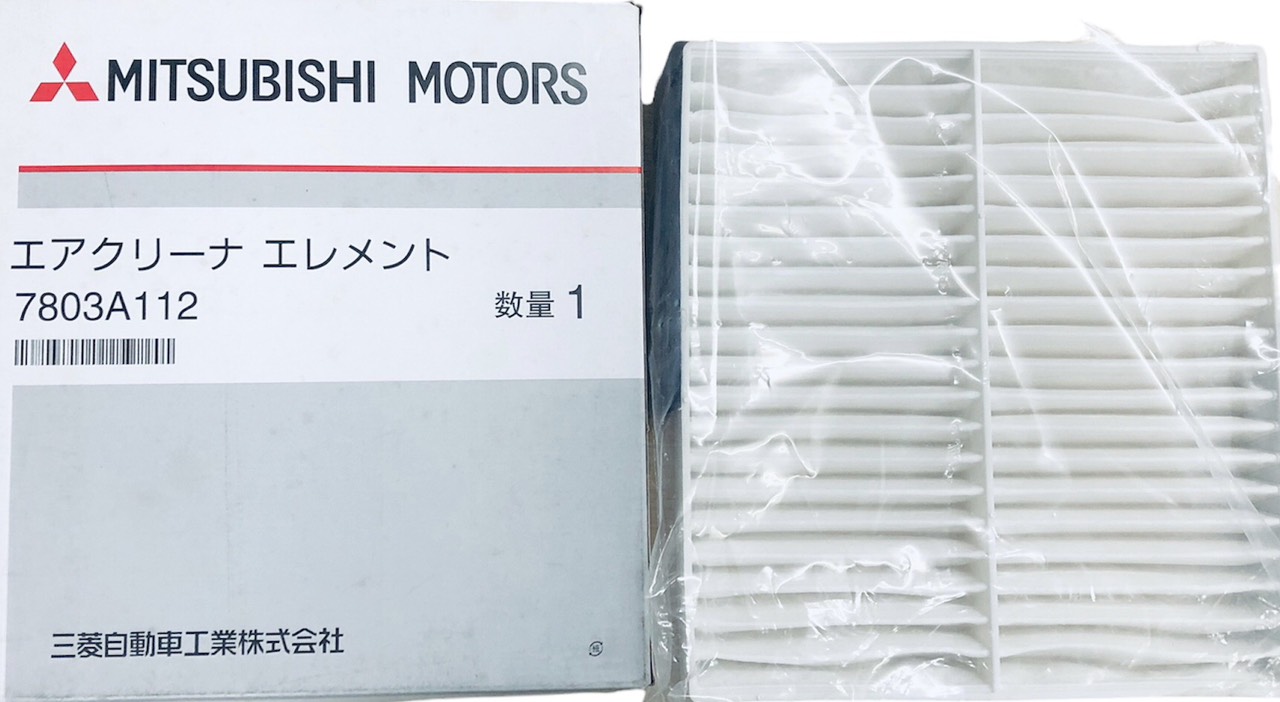 MITSUBISHI MOTORS
エアクリーナ エレメント
7803A112
数量 1
三菱自動車工業株式会社